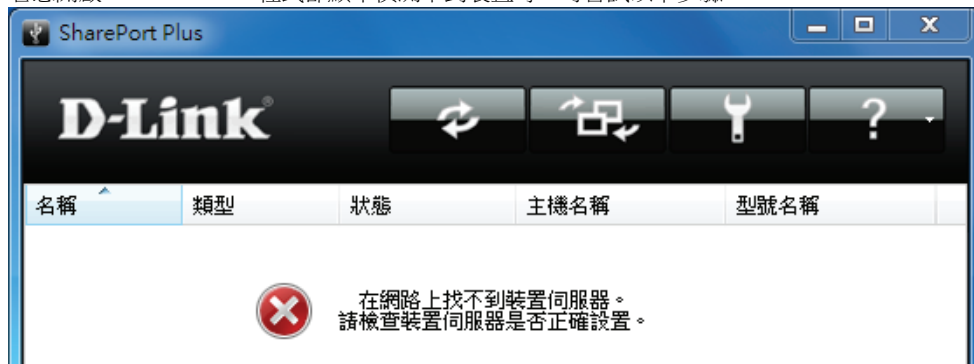 SharePort Plus
D-Link
?
名稱 類型 狀態 主機名稱 型號名稱
在網路上找不到裝置伺服器。
請檢查裝置伺服器是否正確設置。